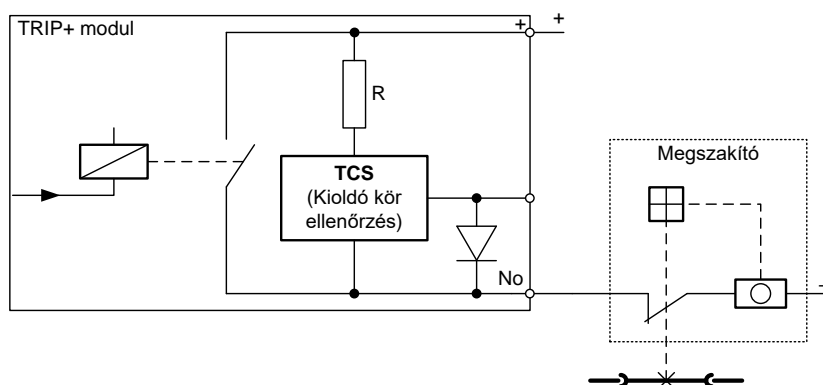 TRIP+ modul
+
+
R
TCS
(Kioldó kör
ellenőrzés)
No
Megszakító
-